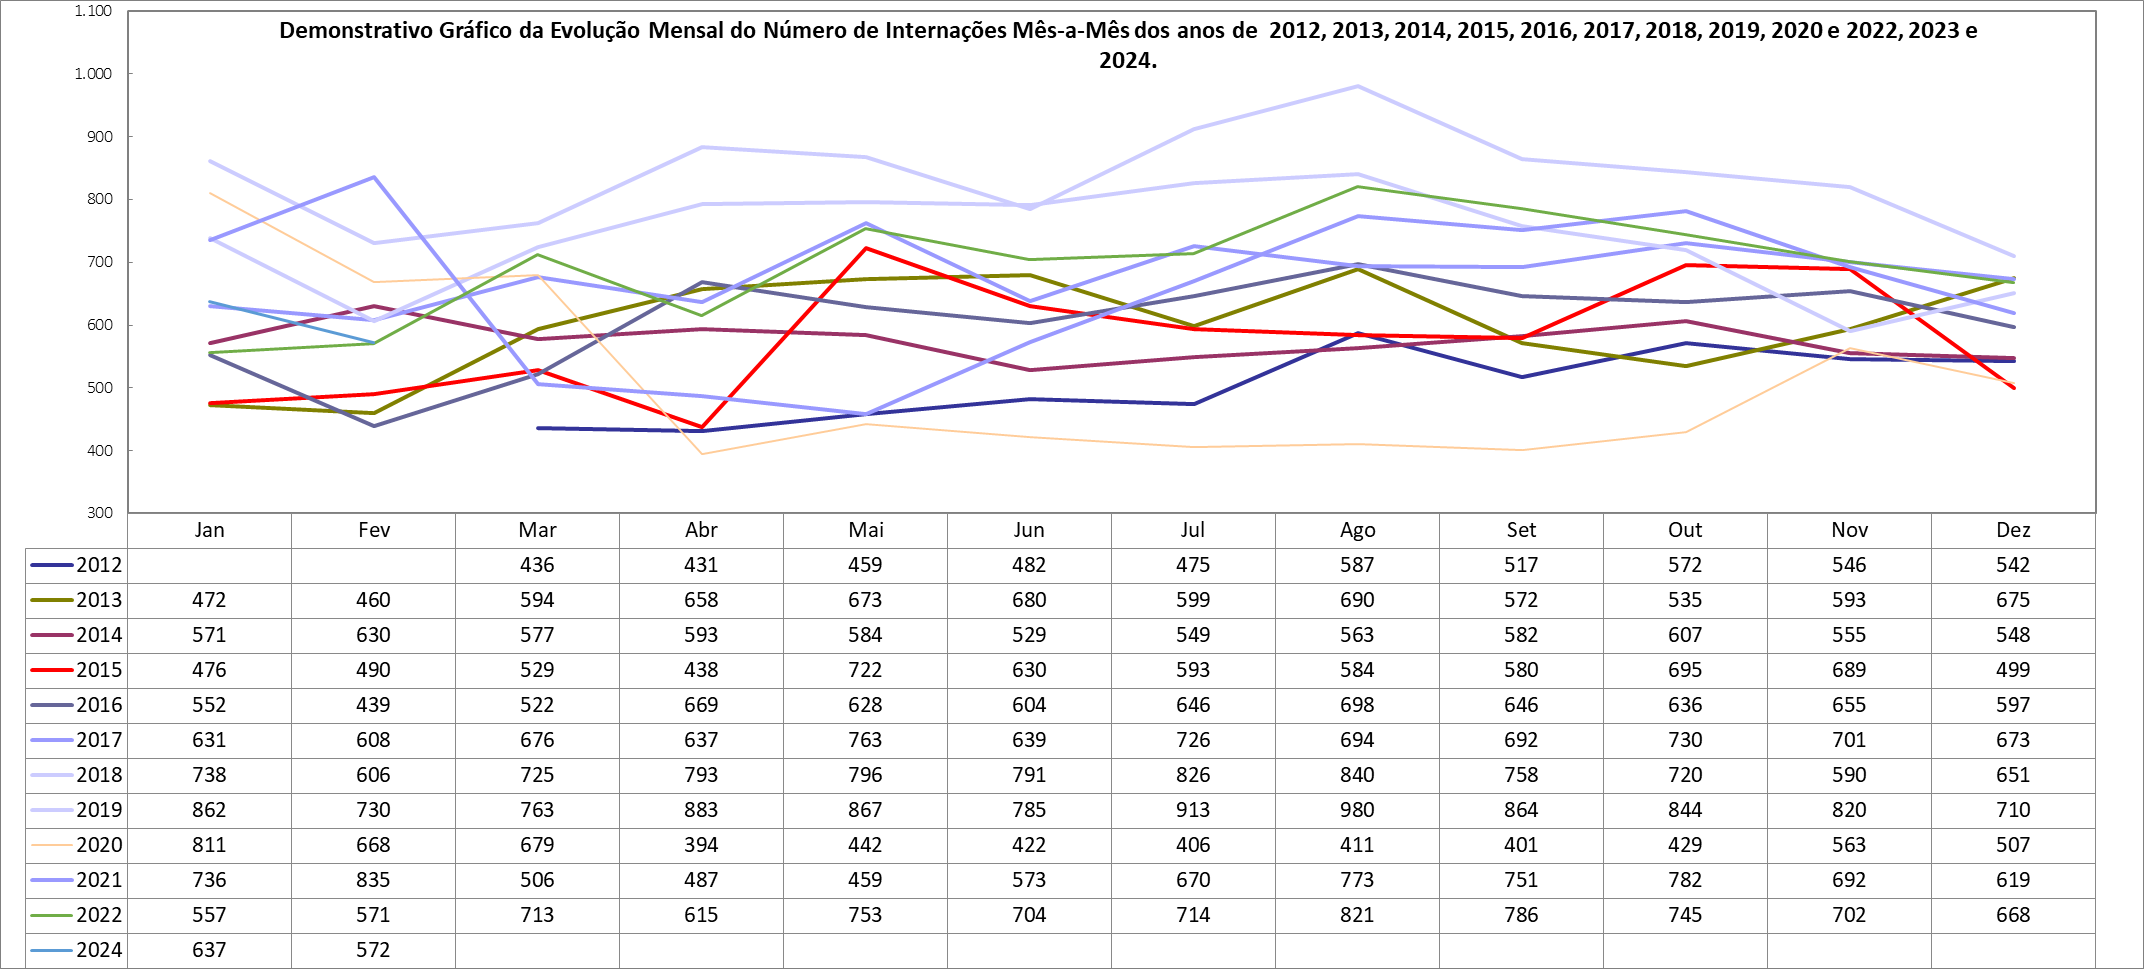 Demonstrativo Gráfico da Evolução Mensal do Número de Internações Mês-a-Mês dos anos de 2012, 2013, 2014, 2015, 2016, 2017, 2018, 2019, 2020 e 2022, 2023 e
2024.
1.100
1.000
900
800
700
600
500
400
300
Jan Fev Mar Abr Mai Jun Jul Ago Set Out Nov Dez
2012 436 431 459 482 475 587 517 572 546 542
2013 472 460 594 658 673 680 599 690 572 535 593 675
2014 571 630 577 593 584 529 549 563 582 607 555 548
2015 476 490 529 438 722 630 593 584 580 695 689 499
2016 552 439 522 669 628 604 646 698 646 636 655 597
2017 631 608 676 637 763 639 726 694 692 730 701 673
2018 738 606 725 793 796 791 826 840 758 720 590 651
2019 862 730 763 883 867 785 913 980 864 844 820 710
2020 811 668 679 394 442 422 406 411 401 429 563 507
2021 736 835 506 487 459 573 670 773 751 782 692 619
2022 557 571 713 615 753 704 714 821 786 745 702 668
2024 637 572